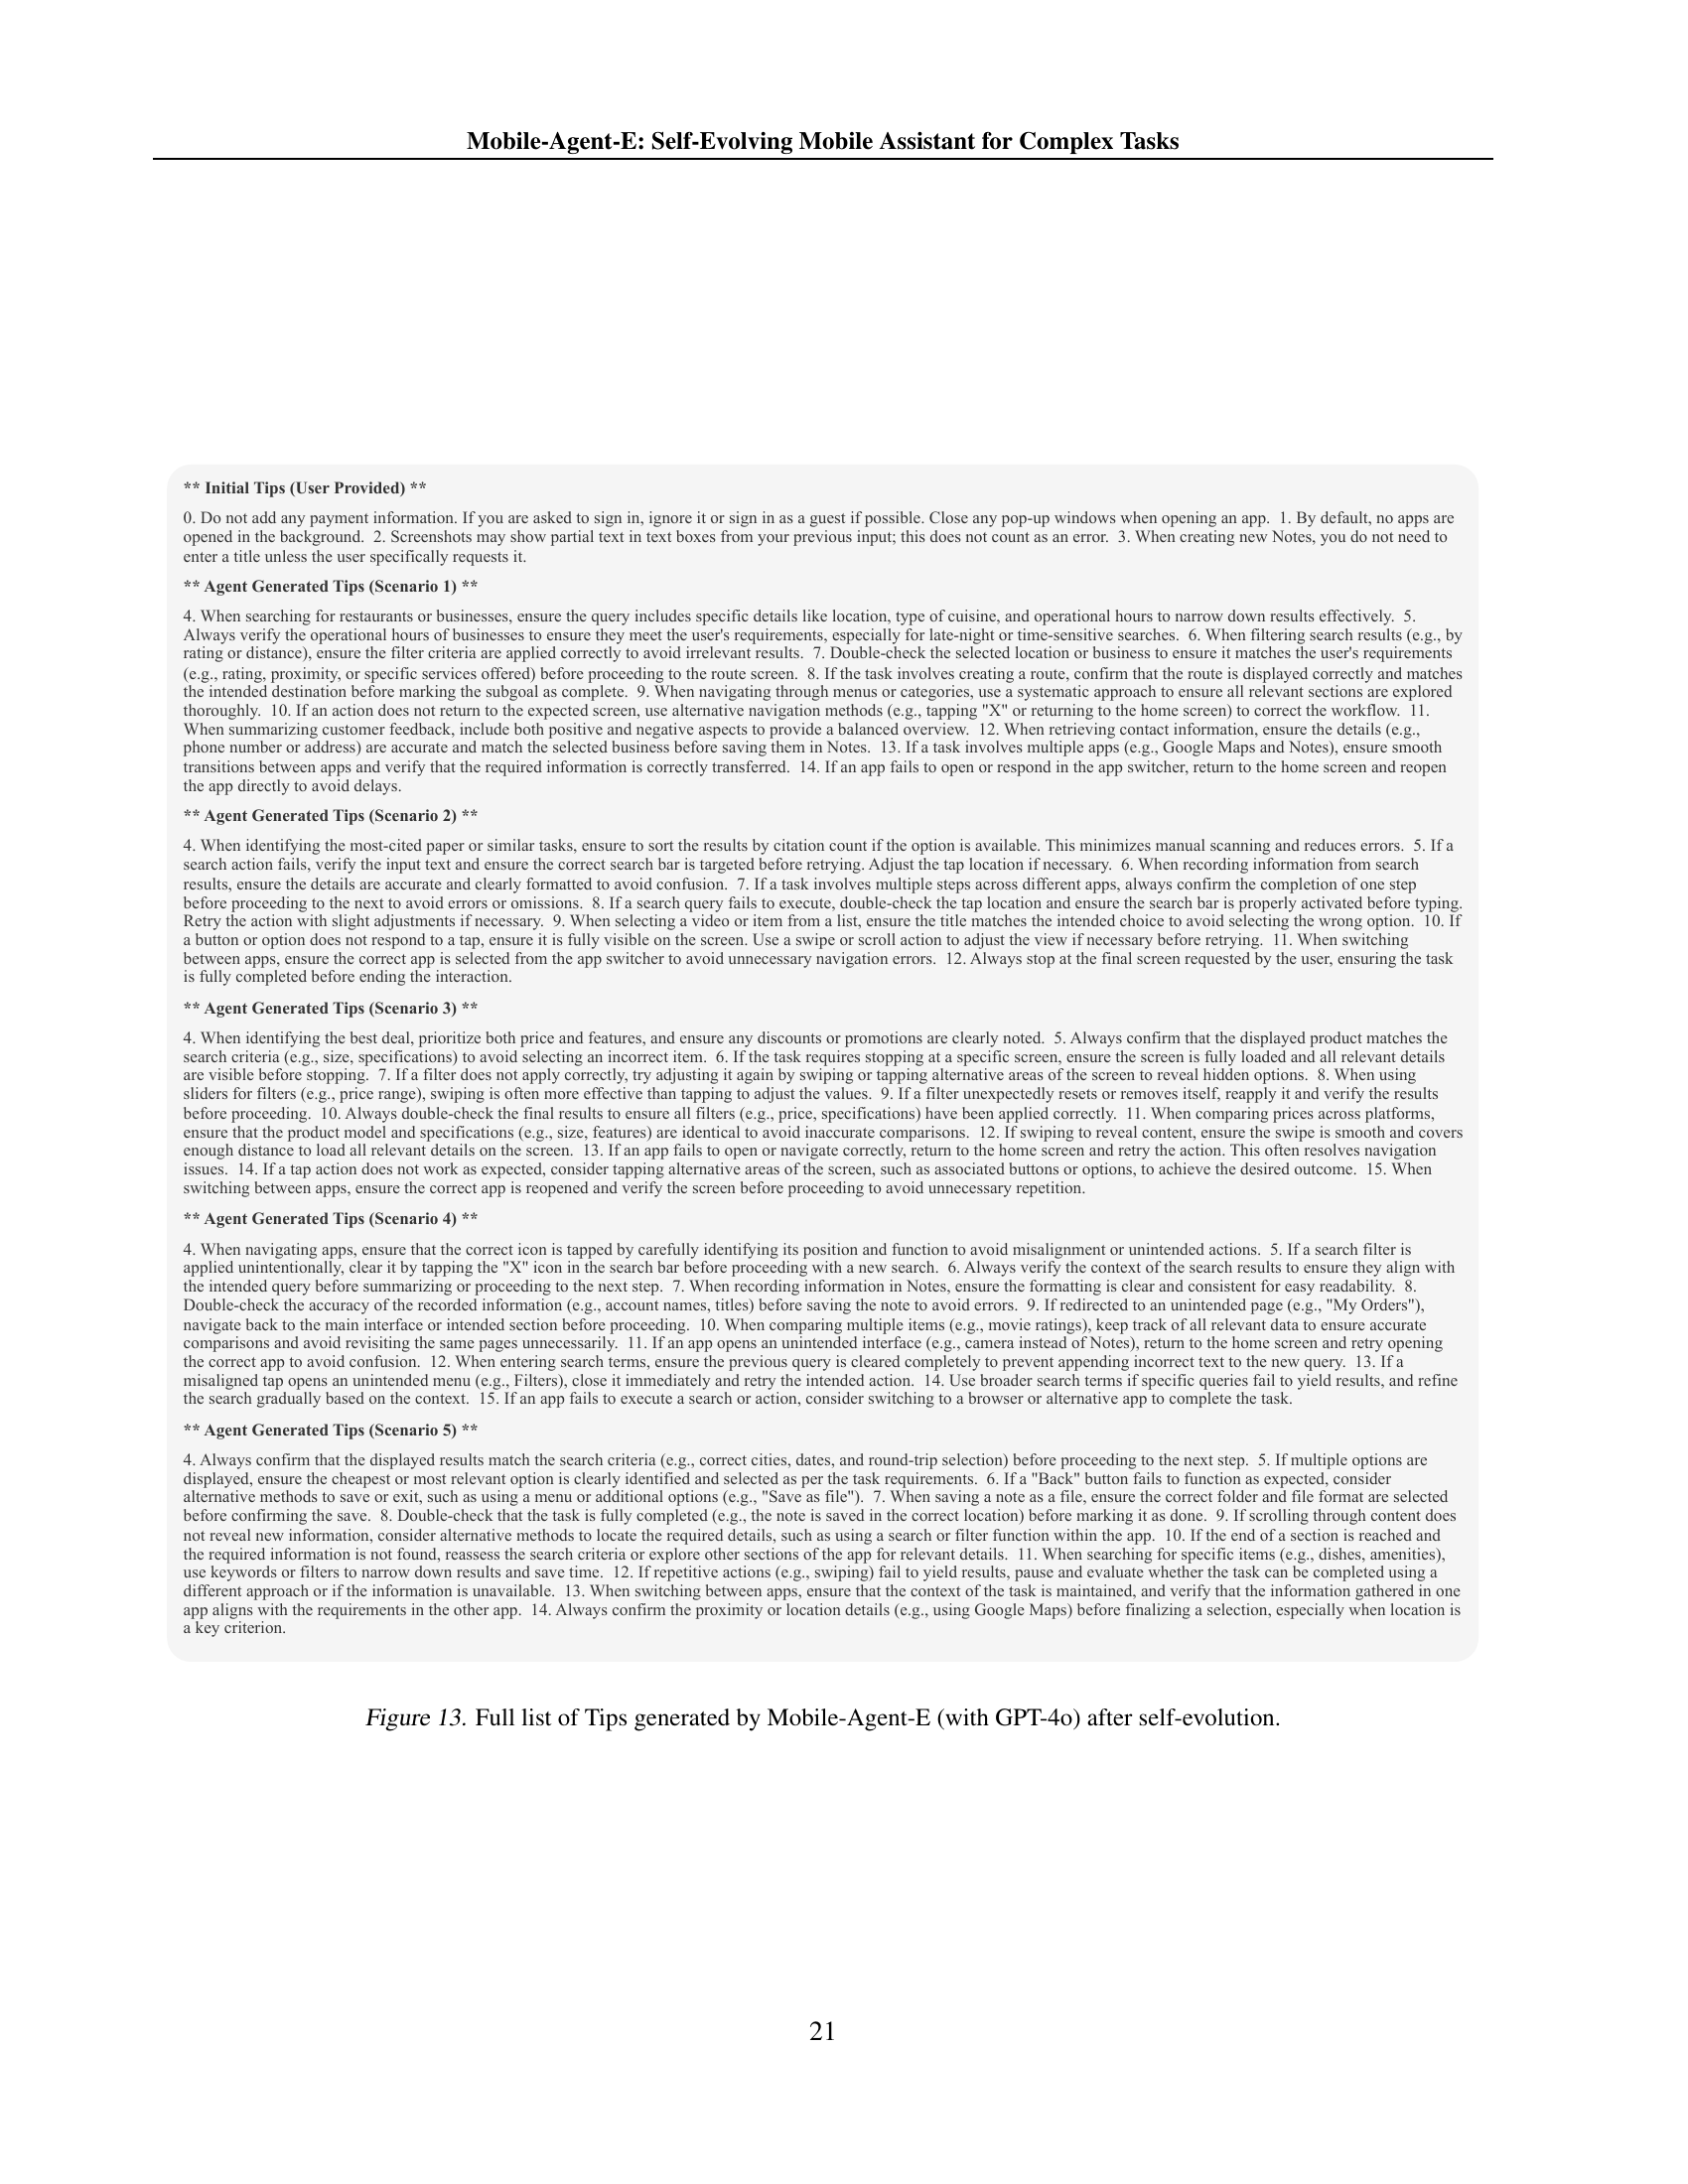 Mobile-Agent-E: Self-Evolving Mobile Assistant for Complex Tasks
** Initial Tips (User Provided) **
0. Do not add any payment information. If you are asked to sign in, ignore it or sign in as a guest if possible. Close any pop-up windows when opening an app. 1. By default, no apps are
opened in the background. 2. Screenshots may show partial text in text boxes from your previous input; this does not count as an error. 3. When creating new Notes, you do not need to
enter a title unless the user specifically requests it.
** Agent Generated Tips (Scenario 1) **
4. When searching for restaurants or businesses, ensure the query includes specific details like location, type of cuisine, and operational hours to narrow down results effectively. 5.
Always verify the operational hours of businesses to ensure they meet the user's requirements, especially for late-night or time-sensitive searches. 6. When filtering search results (e.g., by
rating or distance), ensure the filter criteria are applied correctly to avoid irrelevant results. 7. Double-check the selected location or business to ensure it matches the user's requirements
(e.g., rating, proximity, or specific services offered) before proceeding to the route screen. 8. If the task involves creating a route, confirm that the route is displayed correctly and matches
the intended destination before marking the subgoal as complete. 9. When navigating through menus or categories, use a systematic approach to ensure all relevant sections are explored
thoroughly. 10. If an action does not return to the expected screen, use alternative navigation methods (e.g., tapping "X" or returning to the home screen) to correct the workflow. 11.
When summarizing customer feedback, include both positive and negative aspects to provide a balanced overview. 12. When retrieving contact information, ensure the details (e.g.,
phone number or address) are accurate and match the selected business before saving them in Notes. 13. If a task involves multiple apps (e.g., Google Maps and Notes), ensure smooth
transitions between apps and verify that the required information is correctly transferred. 14. If an app fails to open or respond in the app switcher, return to the home screen and reopen
the app directly to avoid delays.
** Agent Generated Tips (Scenario 2) **
4. When identifying the most-cited paper or similar tasks, ensure to sort the results by citation count if the option is available. This minimizes manual scanning and reduces errors. 5. If a
search action fails, verify the input text and ensure the correct search bar is targeted before retrying. Adjust the tap location if necessary. 6. When recording information from search
results, ensure the details are accurate and clearly formatted to avoid confusion. 7. If a task involves multiple steps across different apps, always confirm the completion of one step
before proceeding to the next to avoid errors or omissions. 8. If a search query fails to execute, double-check the tap location and ensure the search bar is properly activated before typing.
Retry the action with slight adjustments if necessary. 9. When selecting a video or item from a list, ensure the title matches the intended choice to avoid selecting the wrong option. 10. If
a button or option does not respond to a tap, ensure it is fully visible on the screen. Use a swipe or scroll action to adjust the view if necessary before retrying. 11. When switching
between apps, ensure the correct app is selected from the app switcher to avoid unnecessary navigation errors. 12. Always stop at the final screen requested by the user, ensuring the task
is fully completed before ending the interaction.
** Agent Generated Tips (Scenario 3) **
4. When identifying the best deal, prioritize both price and features, and ensure any discounts or promotions are clearly noted. 5. Always confirm that the displayed product matches the
search criteria (e.g., size, specifications) to avoid selecting an incorrect item. 6. If the task requires stopping at a specific screen, ensure the screen is fully loaded and all relevant details
are visible before stopping. 7. If a filter does not apply correctly, try adjusting it again by swiping or tapping alternative areas of the screen to reveal hidden options. 8. When using
sliders for filters (e.g., price range), swiping is often more effective than tapping to adjust the values. 9. If a filter unexpectedly resets or removes itself, reapply it and verify the results
before proceeding. 10. Always double-check the final results to ensure all filters (e.g., price, specifications) have been applied correctly. 11. When comparing prices across platforms,
ensure that the product model and specifications (e.g., size, features) are identical to avoid inaccurate comparisons. 12. If swiping to reveal content, ensure the swipe is smooth and covers
enough distance to load all relevant details on the screen. 13. If an app fails to open or navigate correctly, return to the home screen and retry the action. This often resolves navigation
issues. 14. If a tap action does not work as expected, consider tapping alternative areas of the screen, such as associated buttons or options, to achieve the desired outcome. 15. When
switching between apps, ensure the correct app is reopened and verify the screen before proceeding to avoid unnecessary repetition.
** Agent Generated Tips (Scenario 4) **
4. When navigating apps, ensure that the correct icon is tapped by carefully identifying its position and function to avoid misalignment or unintended actions. 5. If a search filter is
applied unintentionally, clear it by tapping the "X" icon in the search bar before proceeding with a new search. 6. Always verify the context of the search results to ensure they align with
the intended query before summarizing or proceeding to the next step. 7. When recording information in Notes, ensure the formatting is clear and consistent for easy readability. 8.
Double-check the accuracy of the recorded information (e.g., account names, titles) before saving the note to avoid errors. 9. If redirected to an unintended page (e.g., "My Orders"),
navigate back to the main interface or intended section before proceeding. 10. When comparing multiple items (e.g., movie ratings), keep track of all relevant data to ensure accurate
comparisons and avoid revisiting the same pages unnecessarily. 11. If an app opens an unintended interface (e.g., camera instead of Notes), return to the home screen and retry opening
the correct app to avoid confusion. 12. When entering search terms, ensure the previous query is cleared completely to prevent appending incorrect text to the new query. 13. If a
misaligned tap opens an unintended menu (e.g., Filters), close it immediately and retry the intended action. 14. Use broader search terms if specific queries fail to yield results, and refine
the search gradually based on the context. 15. If an app fails to execute a search or action, consider switching to a browser or alternative app to complete the task.
** Agent Generated Tips (Scenario 5) **
4. Always confirm that the displayed results match the search criteria (e.g., correct cities, dates, and round-trip selection) before proceeding to the next step. 5. If multiple options are
displayed, ensure the cheapest or most relevant option is clearly identified and selected as per the task requirements. 6. If a "Back" button fails to function as expected, consider
alternative methods to save or exit, such as using a menu or additional options (e.g., "Save as file"). 7. When saving a note as a file, ensure the correct folder and file format are selected
before confirming the save. 8. Double-check that the task is fully completed (e.g., the note is saved in the correct location) before marking it as done. 9. If scrolling through content does
not reveal new information, consider alternative methods to locate the required details, such as using a search or filter function within the app. 10. If the end of a section is reached and
the required information is not found, reassess the search criteria or explore other sections of the app for relevant details. 11. When searching for specific items (e.g., dishes, amenities),
use keywords or filters to narrow down results and save time. 12. If repetitive actions (e.g., swiping) fail to yield results, pause and evaluate whether the task can be completed using a
different approach or if the information is unavailable. 13. When switching between apps, ensure that the context of the task is maintained, and verify that the information gathered in one
app aligns with the requirements in the other app. 14. Always confirm the proximity or location details (e.g., using Google Maps) before finalizing a selection, especially when location is
a key criterion.
Figure 13. Full list of Tips generated by Mobile-Agent-E (with GPT-4o) after self-evolution.
21